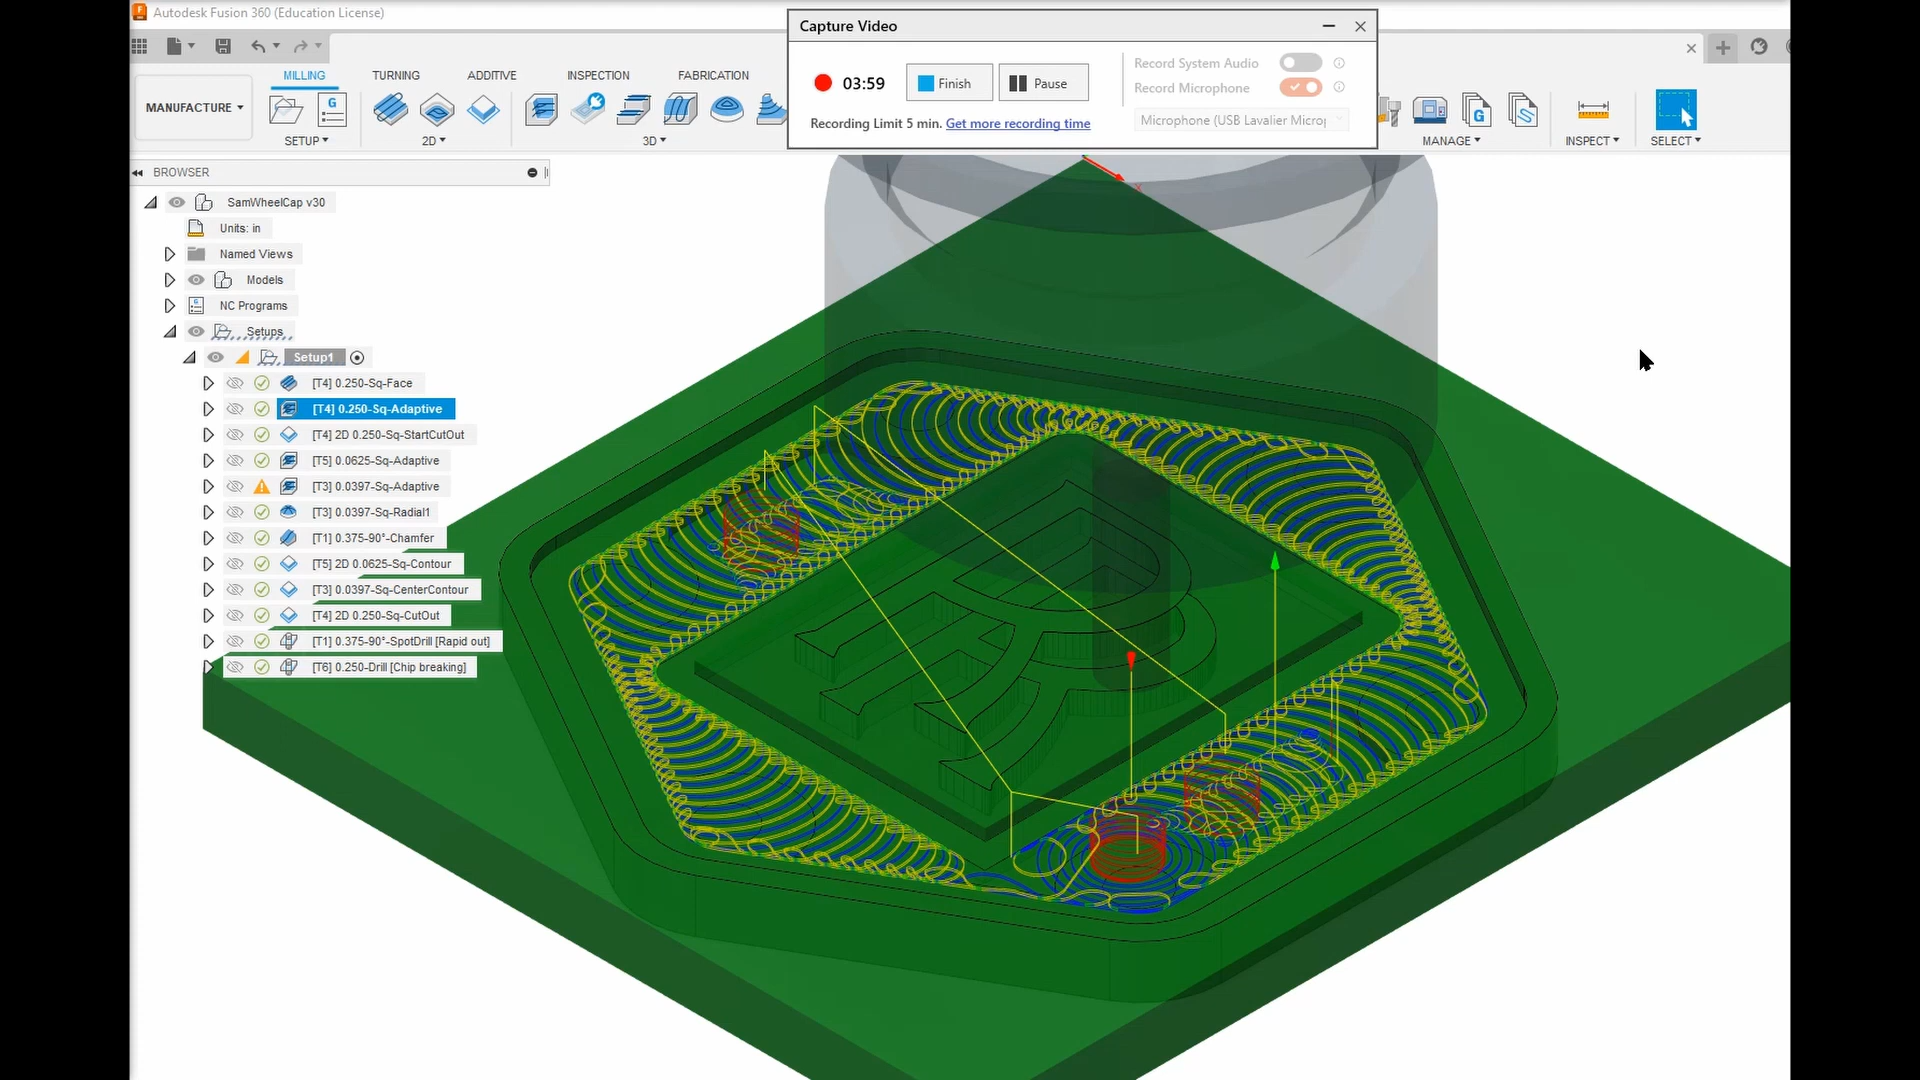 Autodesk Fusion 360 (Education License)
Capture Video
03:59
Finish
Pause
Record System Audio
Record Microphone
Recording Limit 5 min. Get more recording time
Microphone (USB Lavalier Microp
MANUFACTURE
MILLING
TURNING
ADDITIVE
INSPECTION
FABRICATION
SETUP
2D
3D
MANAGE
INSPECT
SELECT
BROWSER
SamWheelCap v30
Units: in
Named Views
Models
NC Programs
Setups
Setup1
[T4] 0.250-Sq-Face
[T4] 0.250-Sq-Adaptive
[T4] 2D 0.250-Sq-StartCutOut
[T5] 0.0625-Sq-Adaptive
[T3] 0.0397-Sq-Adaptive
[T3] 0.0397-Sq-Radial1
[T1] 0.375-90°-Chamfer
[T5] 2D 0.0625-Sq-Contour
[T3] 0.0397-Sq-CenterContour
[T4] 2D 0.250-Sq-CutOut
[T1] 0.375-90°-SpotDrill [Rapid out]
[T6] 0.250-Drill [Chip breaking]
X